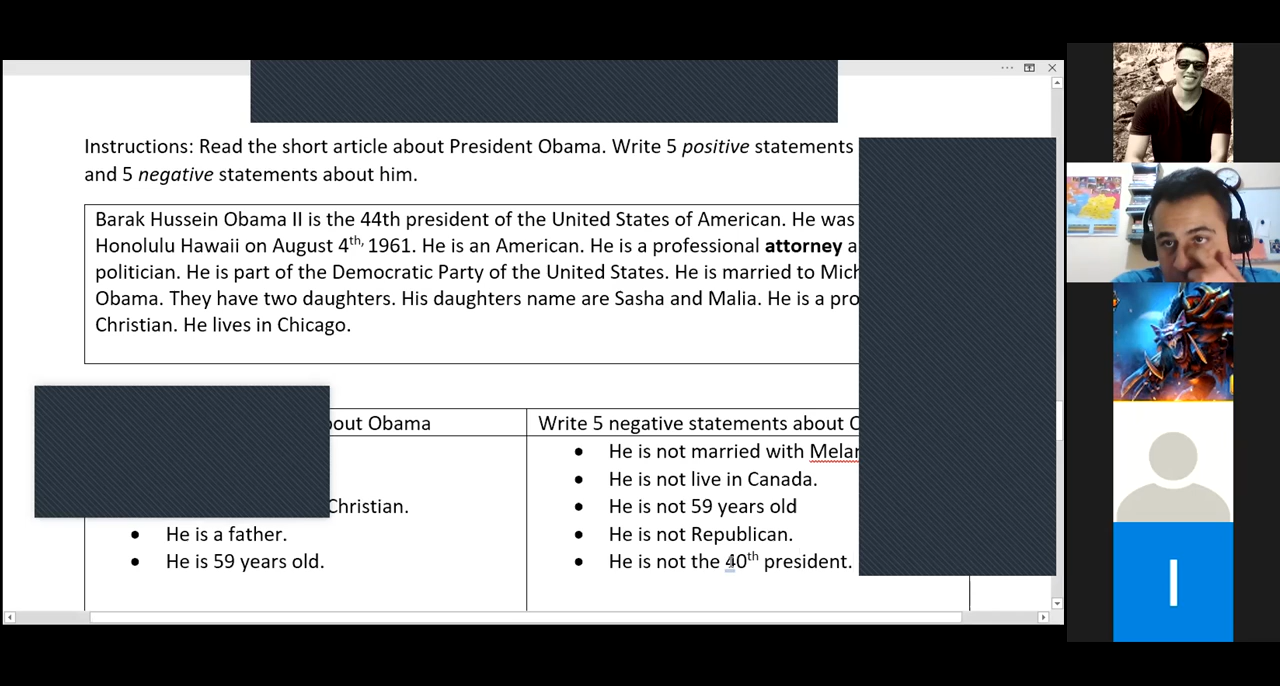 Instructions: Read the short article about President Obama. Write 5 positive statements
and 5 negative statements about him.
Barak Hussein Obama II is the 44th president of the United States of American. He was
Honolulu Hawaii on August 4th, 1961. He is an American. He is a professional attorney a
politician. He is part of the Democratic Party of the United States. He is married to Mich
Obama. They have two daughters. His daughters name are Sasha and Malia. He is a pro
Christian. He lives in Chicago.
bout Obama
Christian.
He is a father.
He is 59 years old.
Write 5 negative statements about O
He is not married with Melan
He is not live in Canada.
He is not 59 years old
He is not Republican.
He is not the 40th president.
I